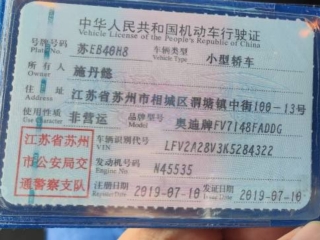 中华人民共和国机动车行驶证
Vehicle License of the People's Republic of China
号牌号码 苏EB40H8 车辆类型 小型轿车
Plate No. Vehicle Type
所有人 施丹懿
Owner
住址 江苏省苏州市相城区渭塘镇中街100-13号
Address
使用性质 非营运 品牌型号 奥迪牌FV7148FADDG
Use Character Model
江苏省苏州
市公安局交
通警察支队
车辆识别代号 LFV2A28V3K5284322
VIN
发动机号码 N45535
Engine No.
注册日期 2019-07-10 发证日期 2019-07-10
Register Date Issue Date